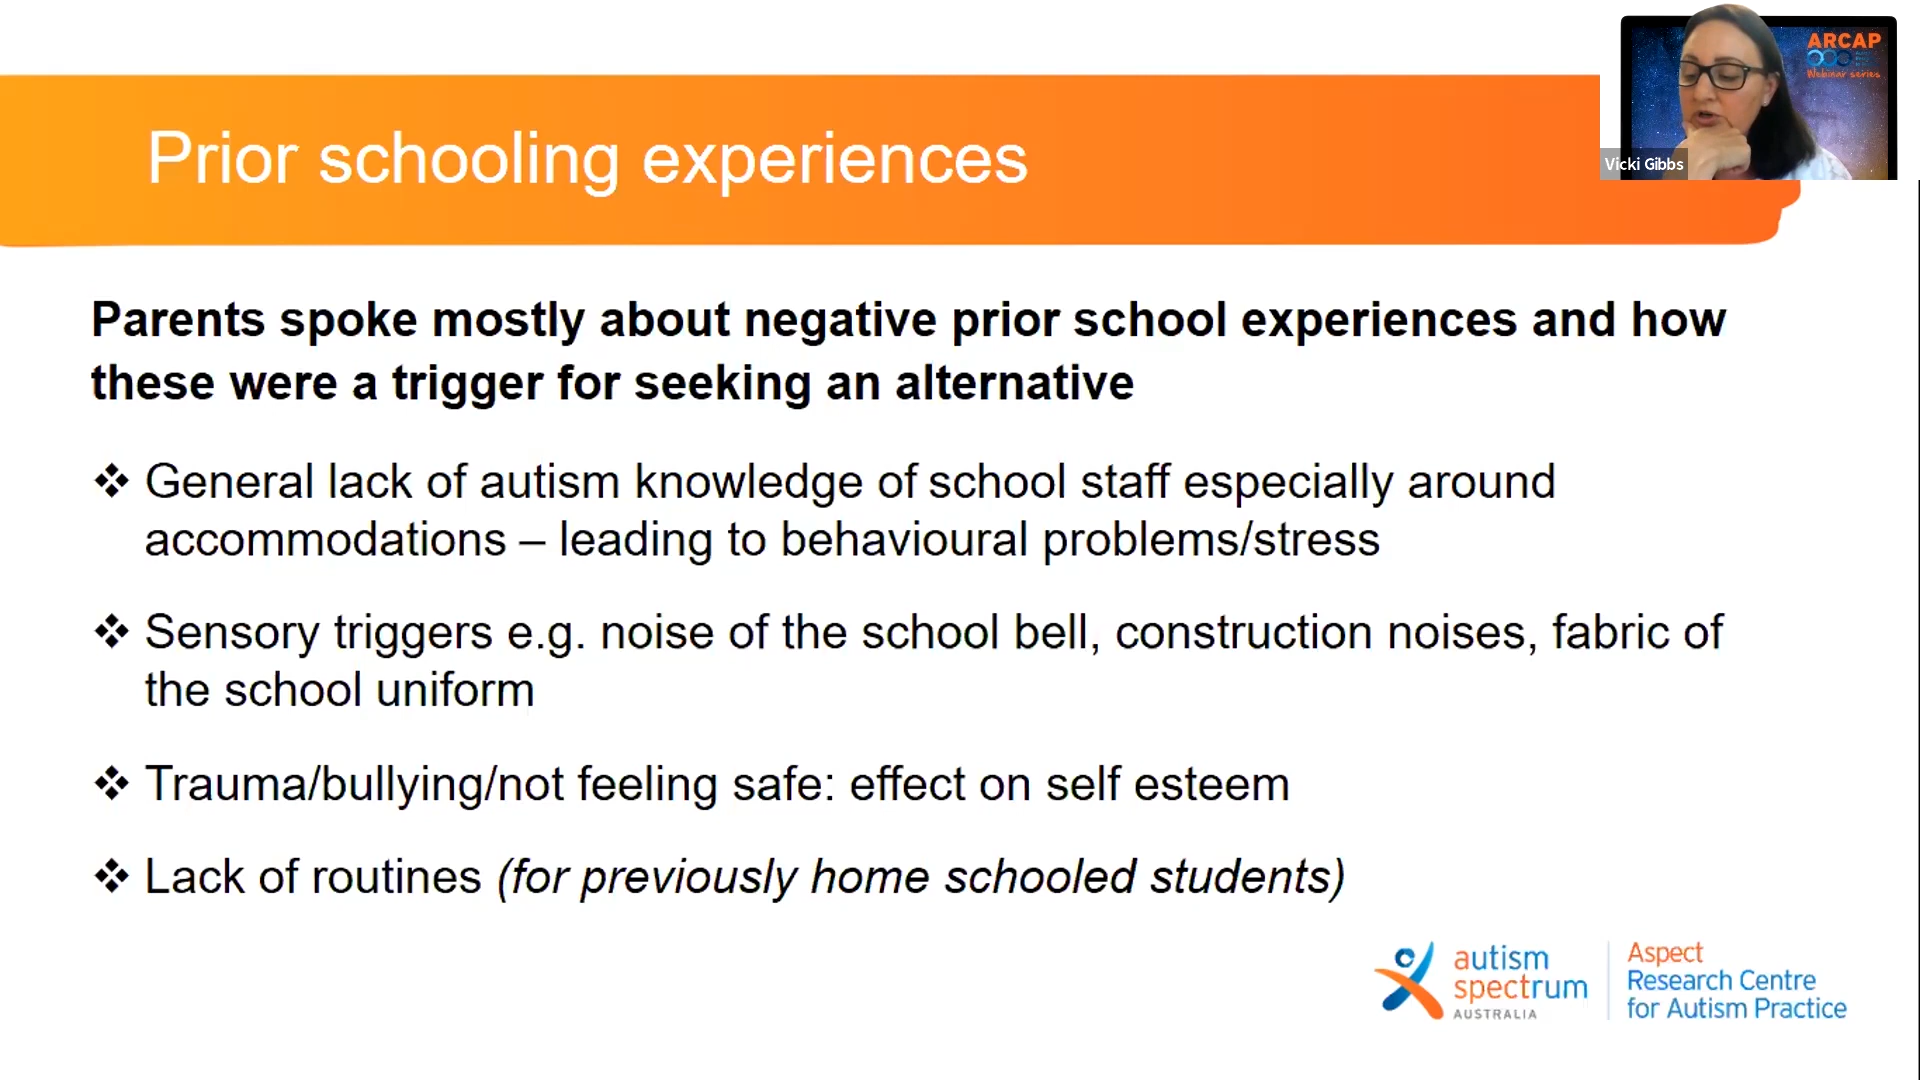 ARCAP
Webinar series
Vicki Gibbs
Prior schooling experiences
Parents spoke mostly about negative prior school experiences and how
these were a trigger for seeking an alternative
❖ General lack of autism knowledge of school staff especially around
accommodations – leading to behavioural problems/stress
❖ Sensory triggers e.g. noise of the school bell, construction noises, fabric of
the school uniform
❖ Trauma/bullying/not feeling safe: effect on self esteem
❖ Lack of routines (for previously home schooled students)
autism
spectrum
AUSTRALIA
Aspect
Research Centre
for Autism Practice